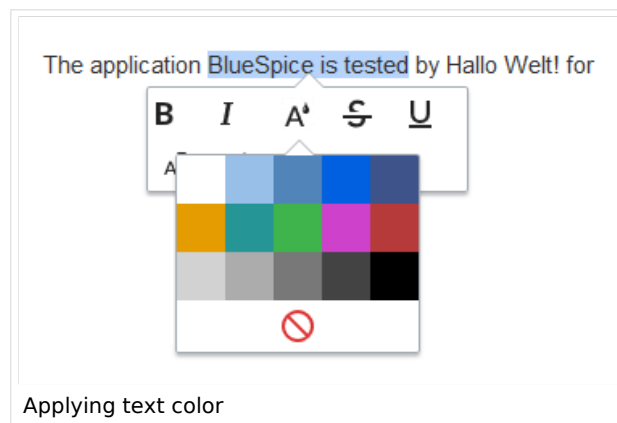 The application BlueSpice is tested by Hallo Welt! for
B I A S U
A
Applying text color